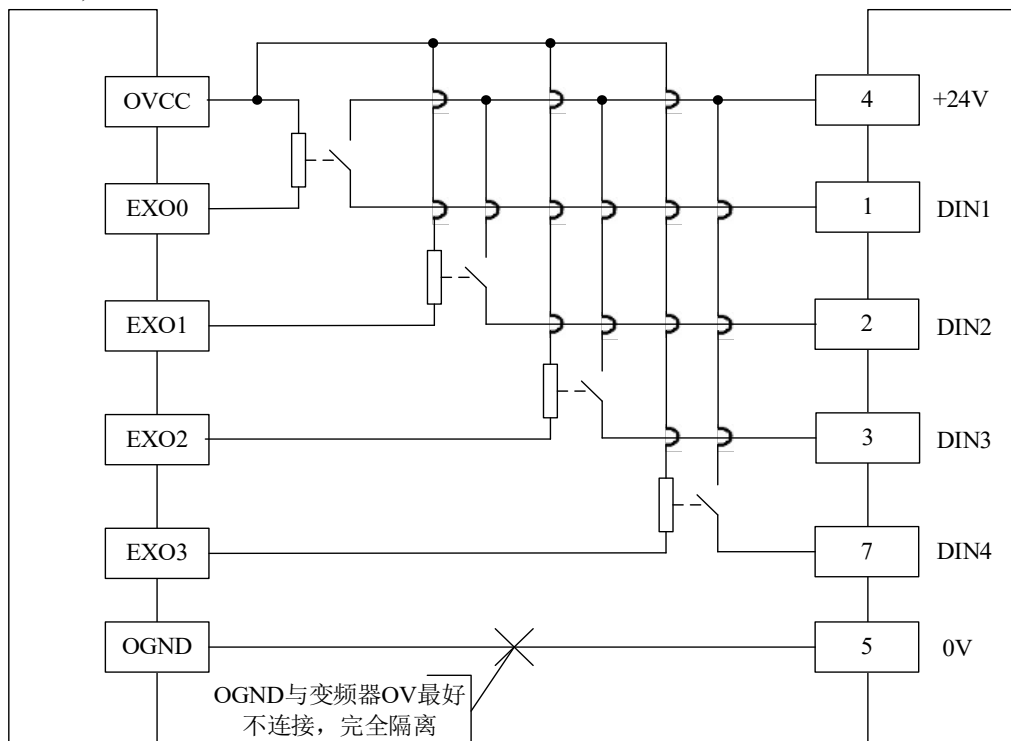 OVCC
4
+24V
EXO0
1
DIN1
EXO1
2
DIN2
EXO2
3
DIN3
EXO3
7
DIN4
OGND
5
0V
OGND与变频器OV最好
不连接，完全隔离